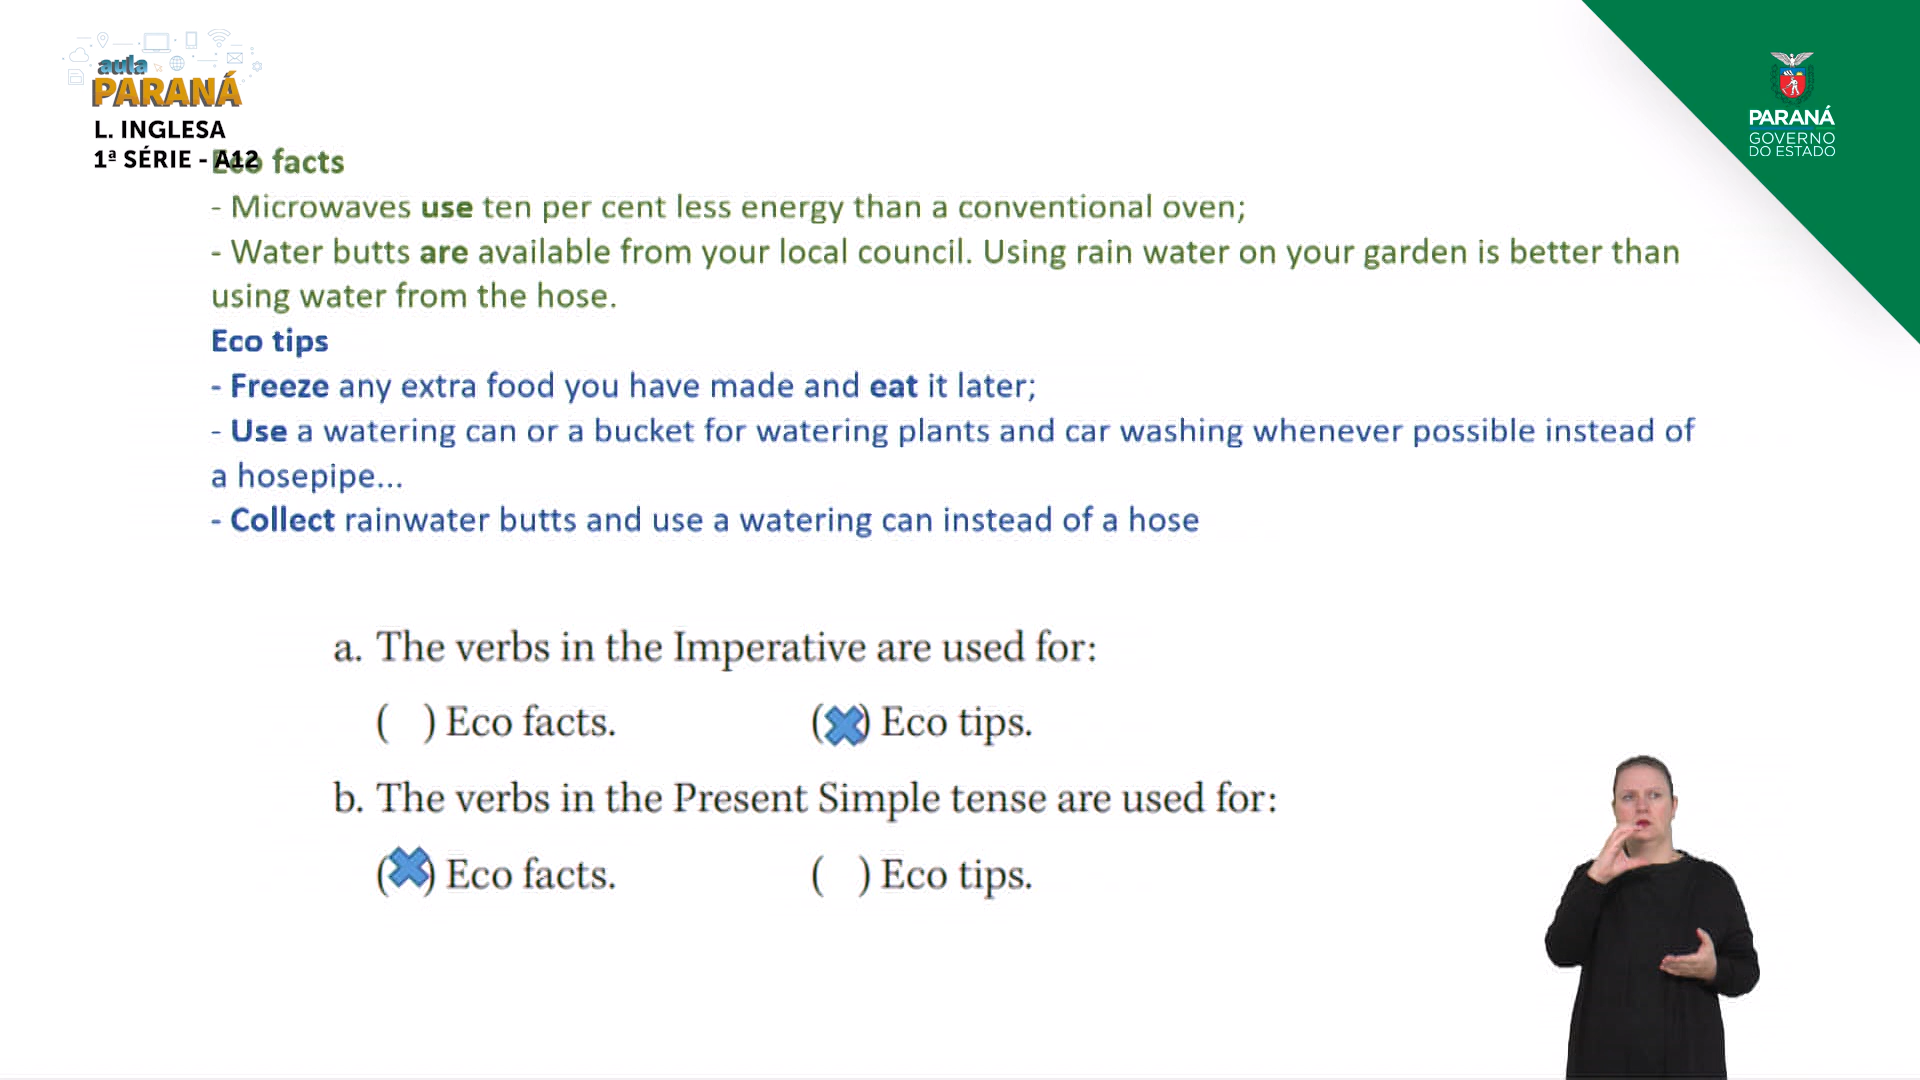 aula
PARANÁ
L. INGLESA
1ª SÉRIE - A12
PARANÁ
GOVERNO
DO ESTADO
Eco facts
- Microwaves use ten per cent less energy than a conventional oven;
- Water butts are available from your local council. Using rain water on your garden is better than
using water from the hose.
Eco tips
- Freeze any extra food you have made and eat it later;
- Use a watering can or a bucket for watering plants and car washing whenever possible instead of
a hosepipe...
- Collect rainwater butts and use a watering can instead of a hose
a. The verbs in the Imperative are used for:
( ) Eco facts. (X) Eco tips.
b. The verbs in the Present Simple tense are used for:
(X) Eco facts. ( ) Eco tips.